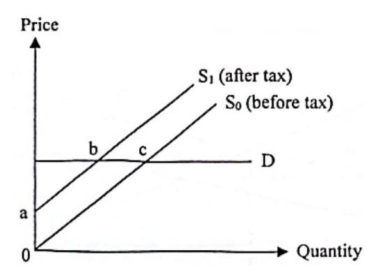 Price
S₁ (after tax)
S₀ (before tax)
b
c
D
a
0
Quantity